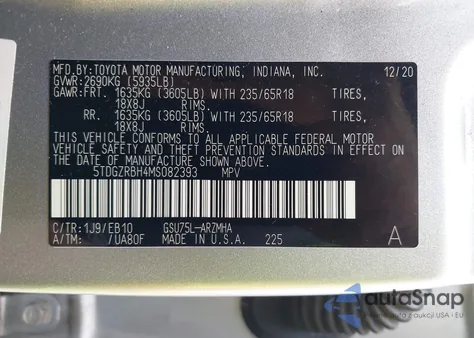 MFD.BY:TOYOTA MOTOR MANUFACTURING, INDIANA, INC. 12/20
GVWR:2690KG (5935LB)
GAWR:FRT. 1635KG (3605LB) WITH 235/65R18 TIRES,
18X8J RIMS,
RR. 1635KG (3605LB) WITH 235/65R18 TIRES,
18X8J RIMS.
THIS VEHICLE CONFORMS TO ALL APPLICABLE FEDERAL MOTOR
VEHICLE SAFETY AND THEFT PREVENTION STANDARDS IN EFFECT ON THE DATE OF
5TDGZRBH4MS082393 MPV
C/TR:1J9/EB10 GSU75L-ARZMHA
A/TM: /UA80F MADE IN U.S.A. 225 A
autoSnap
aukcji USA i EU